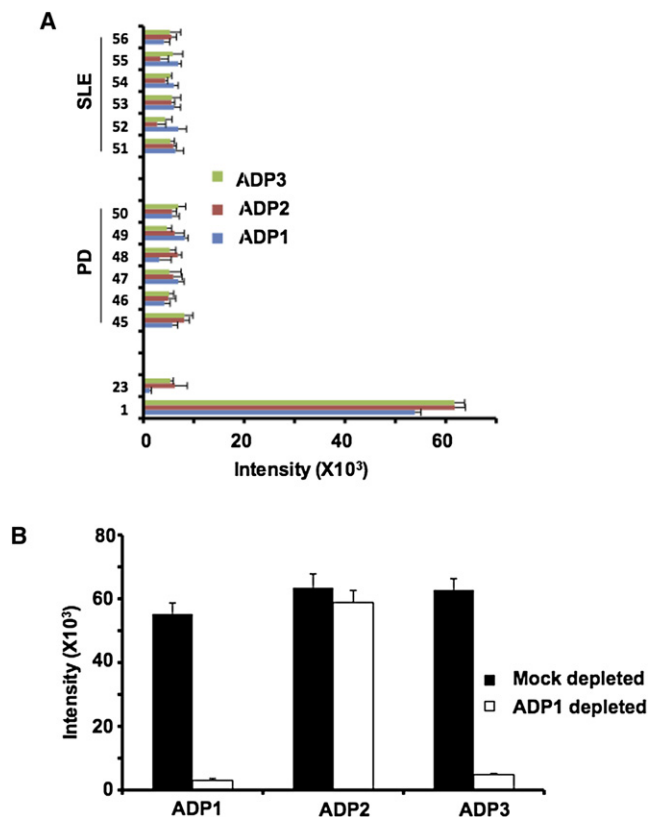 A
56
55
54
53
52
51
SLE
ADP3
ADP2
ADP1
50
49
48
47
46
45
PD
23
1
0 20 40 60
Intensity (X10³)
B
80
60
40
20
0
Intensity (X10³)
Mock depleted
ADP1 depleted
ADP1 ADP2 ADP3